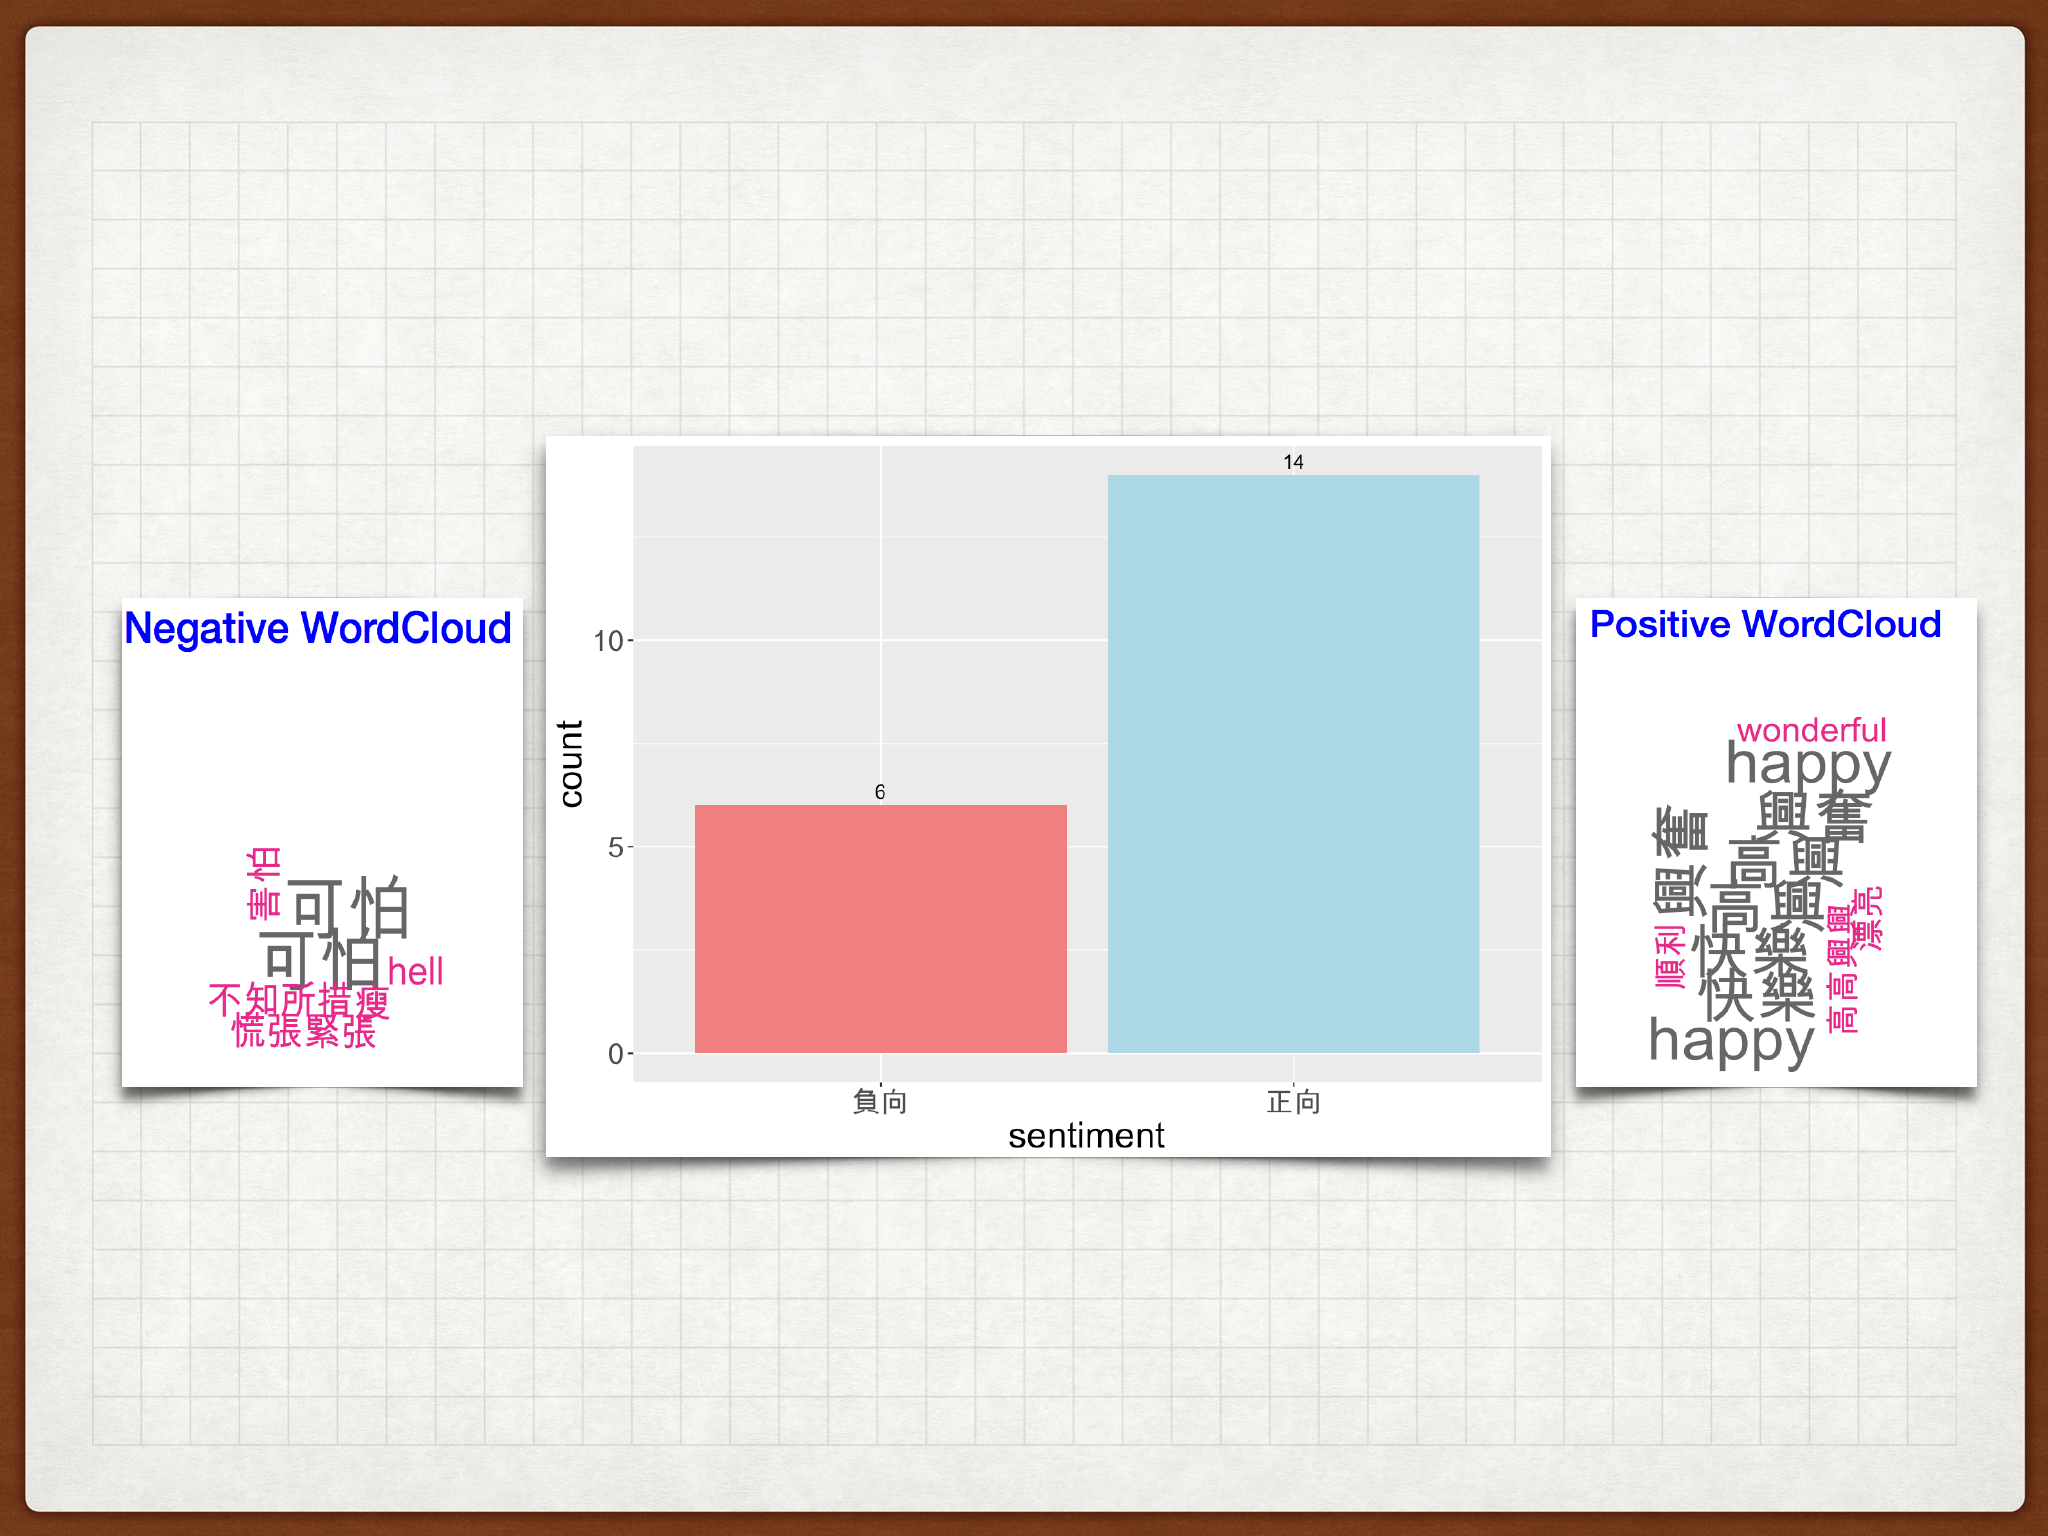 Negative WordCloud
害怕
可怕
可怕
hell
不知所措
瘦
慌張
緊張
14
6
10
5
0
count
負向
正向
sentiment
Positive WordCloud
wonderful
happy
興奮
興奮
高興
高興
漂亮
高高興興
順利
快樂
快樂
happy